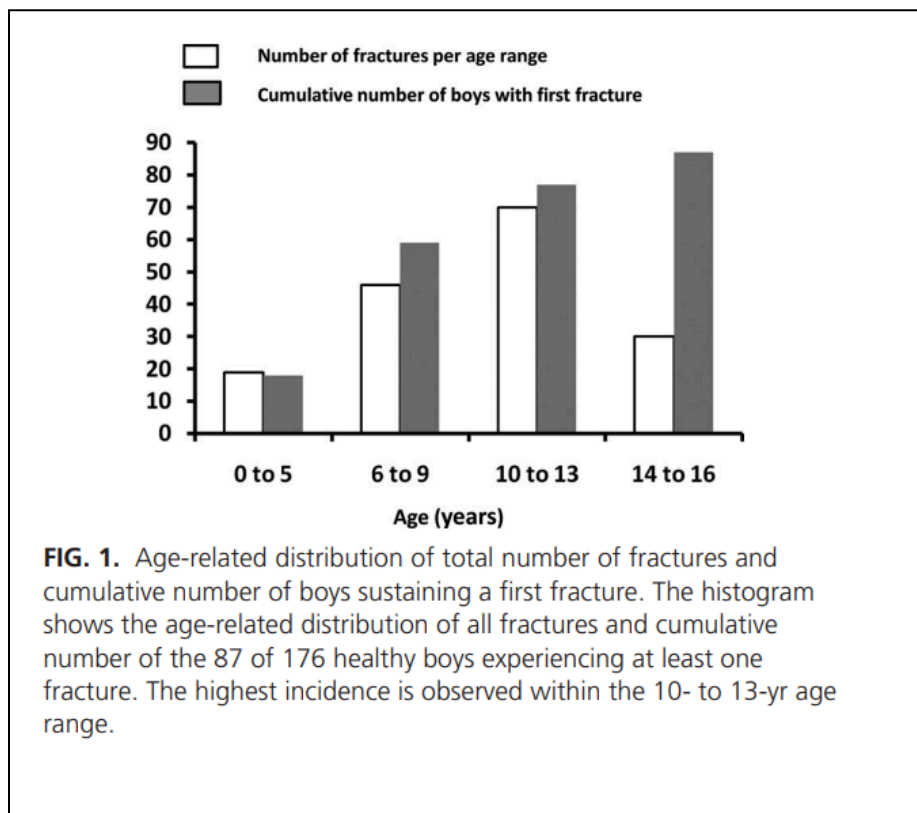 Number of fractures per age range
Cumulative number of boys with first fracture
90
80
70
60
50
40
30
20
10
0
0 to 5 6 to 9 10 to 13 14 to 16
Age (years)
FIG. 1. Age-related distribution of total number of fractures and
cumulative number of boys sustaining a first fracture. The histogram
shows the age-related distribution of all fractures and cumulative
number of the 87 of 176 healthy boys experiencing at least one
fracture. The highest incidence is observed within the 10- to 13-yr age
range.